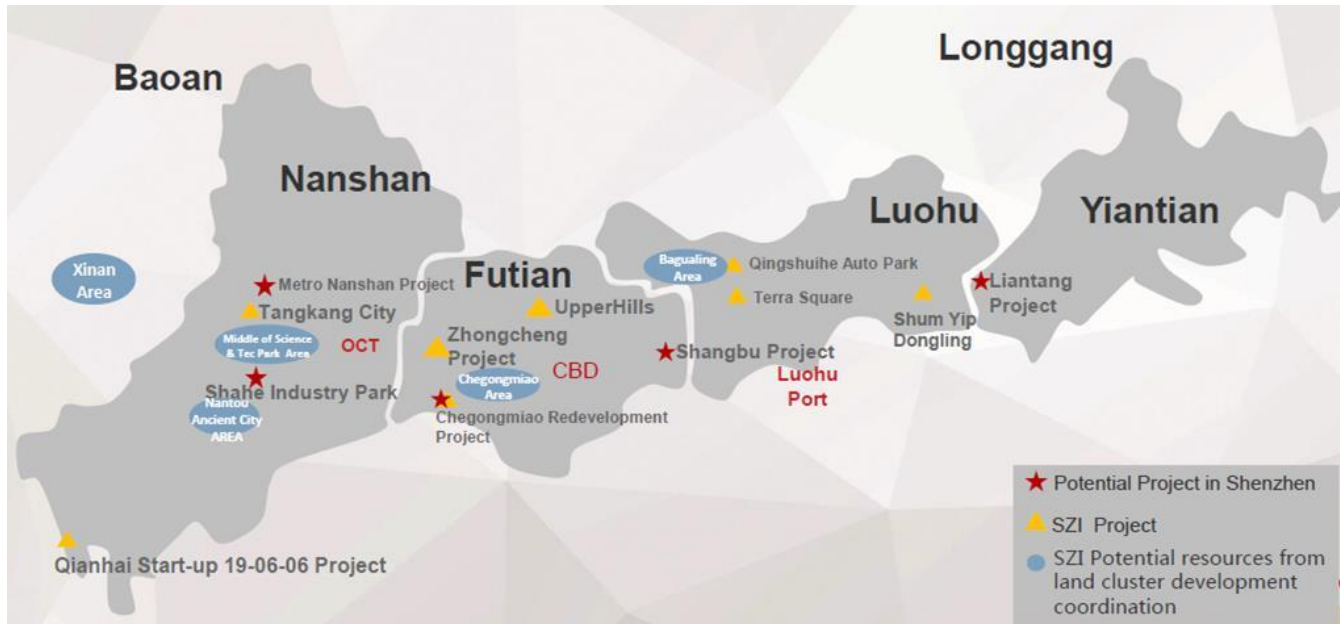 Longgang
Baoan
Nanshan
Luohu
Yiantian
Xinan
Area
Futian
Bagualing
Area
Qingshuihe Auto Park
Metro Nanshan Project
Tangkang City
UpperHills
Terra Square
Liantang
Project
Shum Yip
Dongling
Middle of Science
& Tec Park Area
OCT
Zhongcheng
Project
Shangbu Project
CBD
Luohu
Port
Chegongmiao
Area
Shahe Industry Park
Nantou
Ancient City
AREA
Chegongmiao Redevelopment
Project
Qianhai Start-up 19-06-06 Project
Potential Project in Shenzhen
SZI Project
SZI Potential resources from
land cluster development
coordination